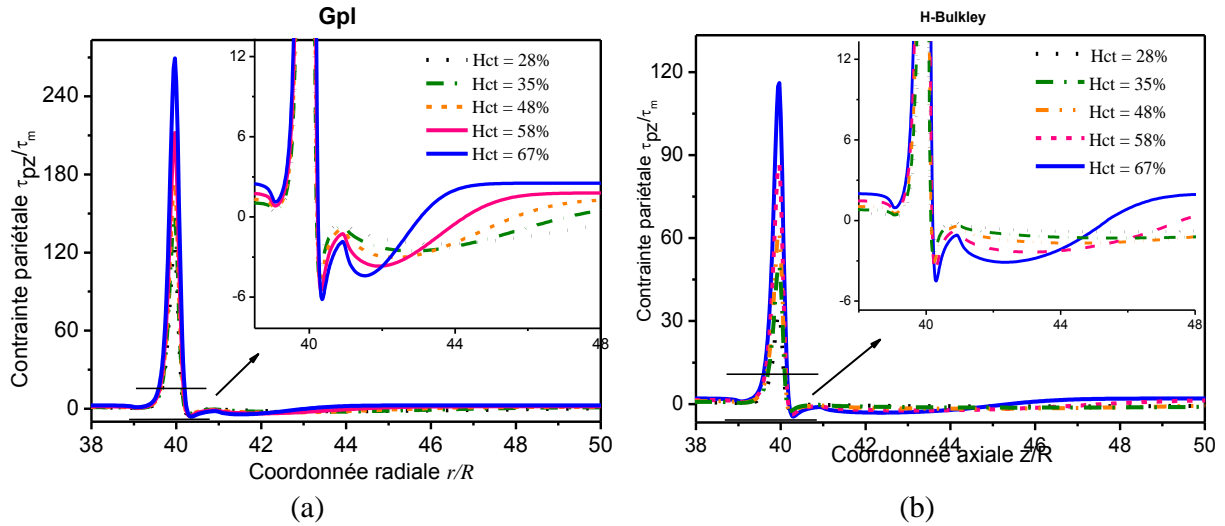 Gpl
Contrainte pariétale τpz/τm
260
240
180
120
60
0
38 40 42 44 46 48 50
Coordonnée radiale r/R
12
6
0
-6
40 44 48
Hct = 28%
Hct = 35%
Hct = 48%
Hct = 58%
Hct = 67%
(a)
H-Bulkley
Contrainte pariétale τpz/τm
120
90
60
30
0
38 40 42 44 46 48 50
Coordonnée axiale z/R
12
6
0
-6
40 44 48
Hct = 28%
Hct = 35%
Hct = 48%
Hct = 58%
Hct = 67%
(b)